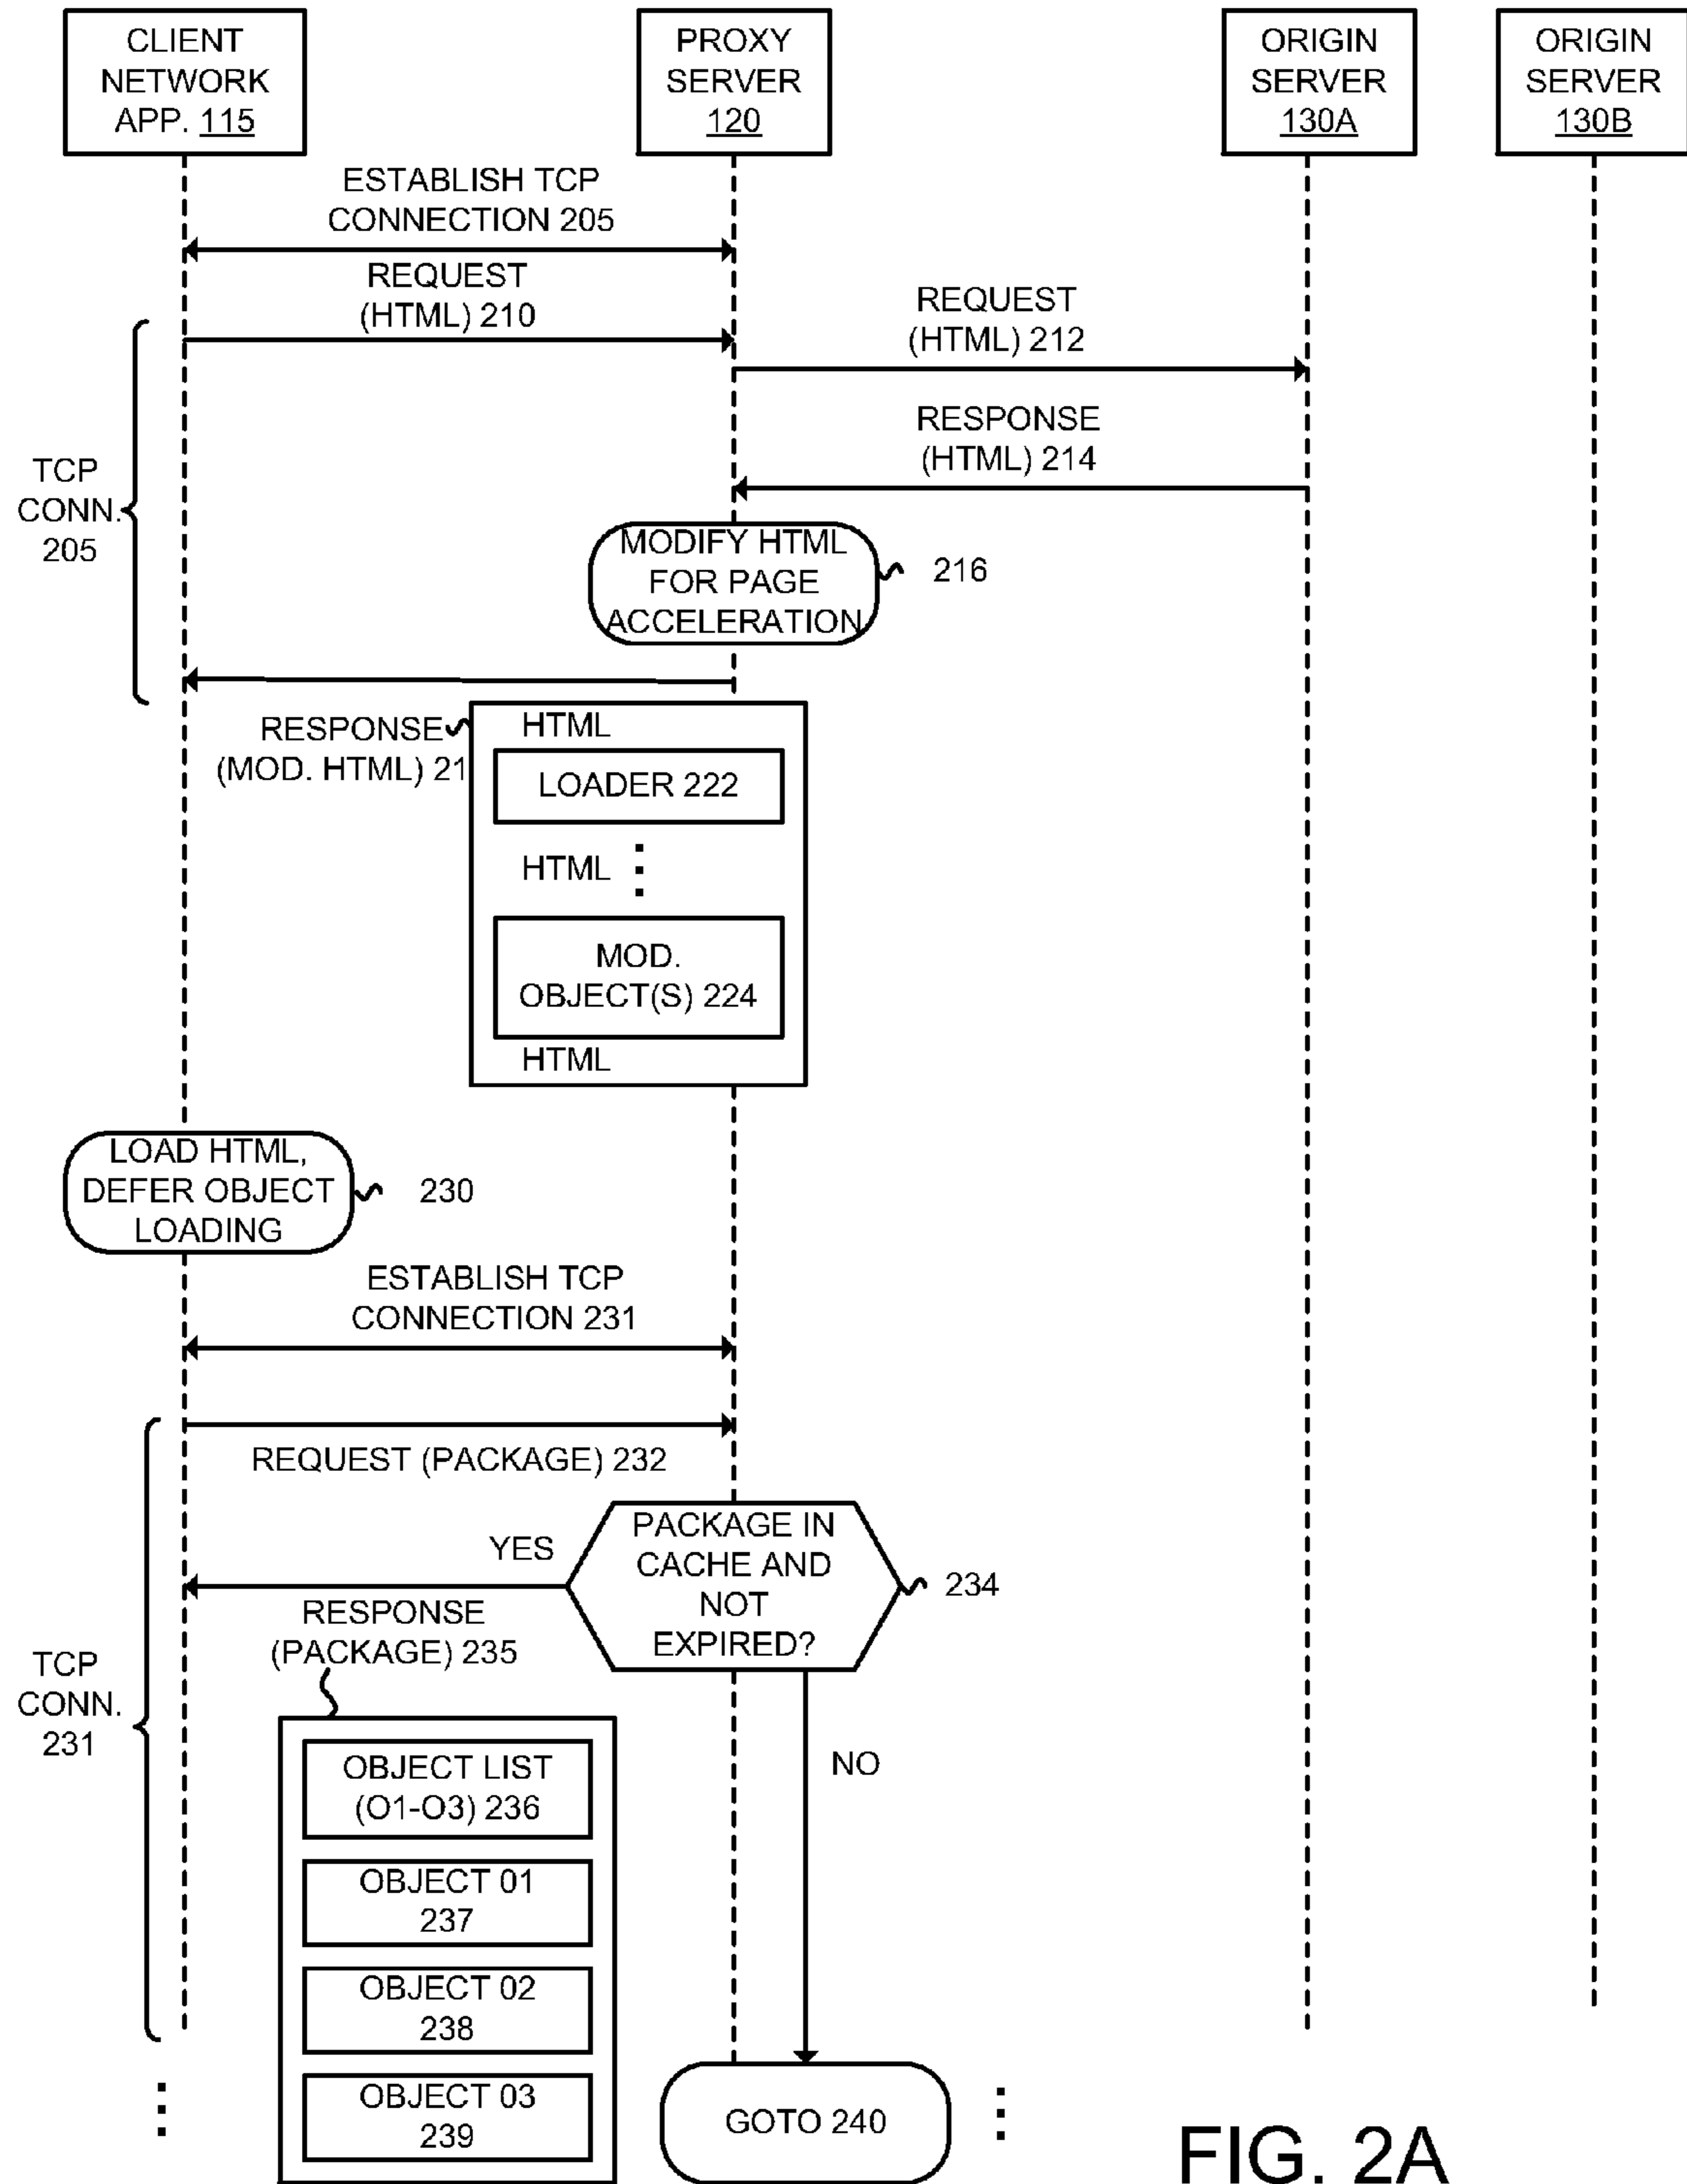 CLIENT
NETWORK
APP. 115
PROXY
SERVER
120
ORIGIN
SERVER
130A
ORIGIN
SERVER
130B
ESTABLISH TCP
CONNECTION 205
REQUEST
(HTML) 210
REQUEST
(HTML) 212
RESPONSE
(HTML) 214
TCP
CONN.
205
MODIFY HTML
FOR PAGE
ACCELERATION
216
RESPONSE
(MOD. HTML) 21
HTML
LOADER 222
HTML
MOD.
OBJECT(S) 224
HTML
LOAD HTML,
DEFER OBJECT
LOADING
230
ESTABLISH TCP
CONNECTION 231
REQUEST (PACKAGE) 232
YES
PACKAGE IN
CACHE AND
NOT
EXPIRED?
234
RESPONSE
(PACKAGE) 235
TCP
CONN.
231
OBJECT LIST
(O1-O3) 236
NO
OBJECT 01
237
OBJECT 02
238
OBJECT 03
239
GOTO 240
FIG. 2A